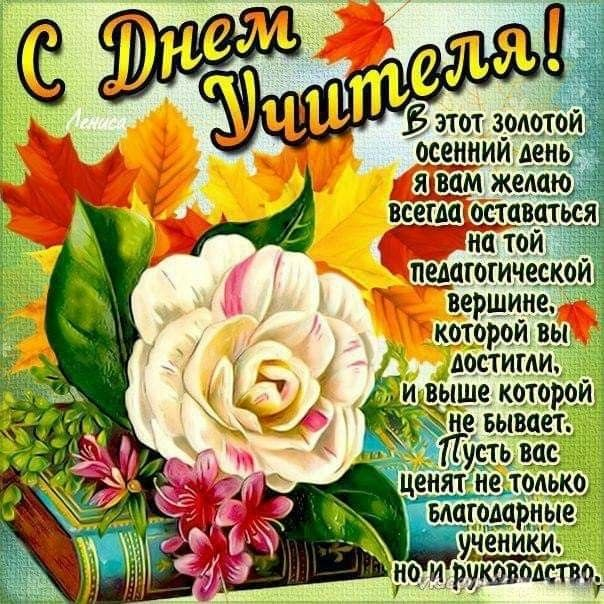 С Днем
Учителя!
Лениса
В этот золотой
осенний день
я вам желаю
всегда оставаться
на той
педагогической
вершине,
которой вы
достигли,
и выше которой
не бывает.
Пусть вас
ценят не только
благодарные
ученики,
но и руководство.